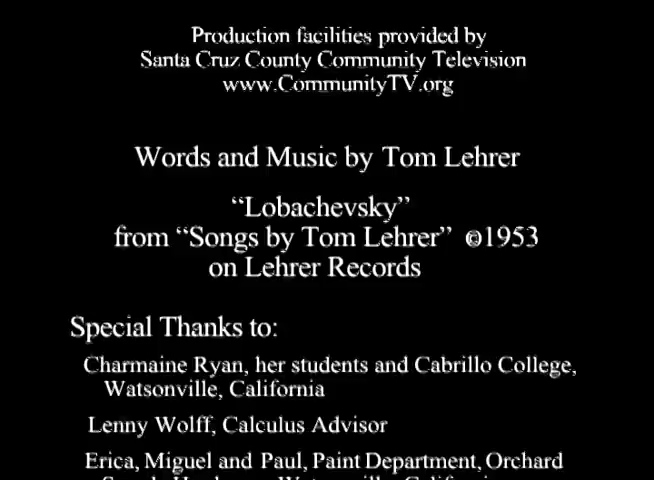 Production facilities provided by
Santa Cruz County Community Television
www.CommunityTV.org
Words and Music by Tom Lehrer
“Lobachevsky”
from “Songs by Tom Lehrer” ©1953
on Lehrer Records
Special Thanks to:
Charmaine Ryan, her students and Cabrillo College,
Watsonville, California
Lenny Wolff, Calculus Advisor
Erica, Miguel and Paul, Paint Department, Orchard